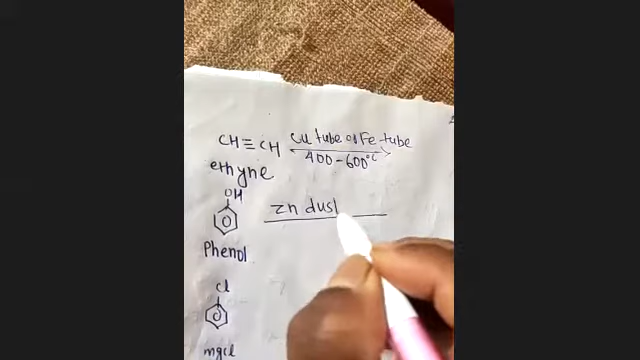 CH≡CH Cu tube or Fe-tube
400-600°C
ethyne
OH
Zn dust
Phenol
Cl
mgcl